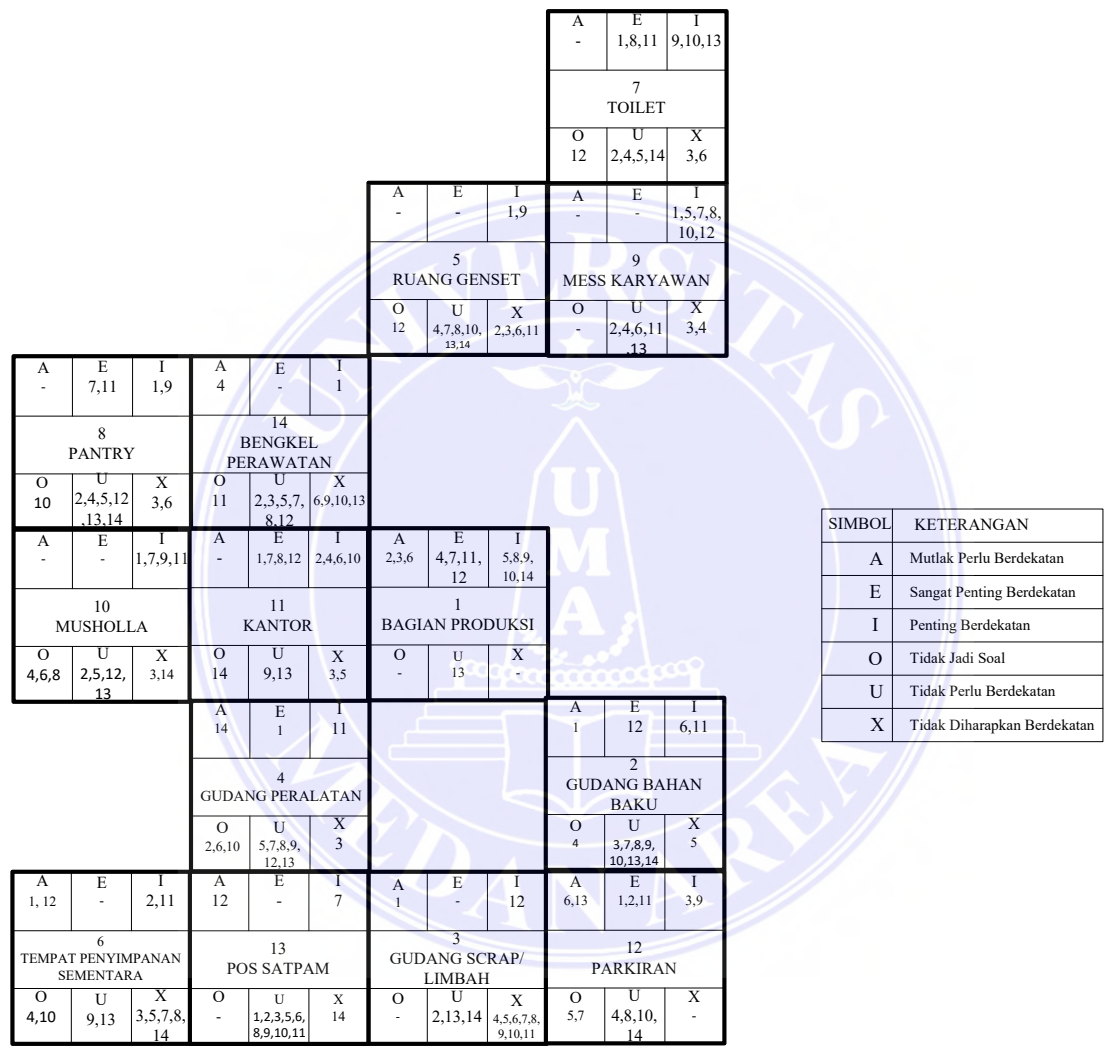 A E I
- 1,8,11 9,10,13
7
TOILET
O U X
12 2,4,5,14 3,6
A E I
- - 1,9
5
RUANG GENSET
O U X
12 4,7,8,10, 2,3,6,11
13,14
A E I
- - 1,5,7,8,
10,12
9
MESS KARYAWAN
O U X
- 2,4,6,11 3,4
,13
A E I
- 7,11 1,9
8
PANTRY
O U X
10 2,4,5,12 3,6
,13,14
A E I
4 - 1
14
BENGKEL
PERAWATAN
O U X
11 2,3,5,7, 6,9,10,13
8,12
A E I
- - 1,7,9,11
10
MUSHOLLA
O U X
4,6,8 2,5,12, 3,14
13
A E I
- 1,7,8,12 2,4,6,10
11
KANTOR
O U X
14 9,13 3,5
A E I
2,3,6 4,7,11, 5,8,9,
12 10,14
1
BAGIAN PRODUKSI
O U X
- 13 -
A E I
14 1 11
4
GUDANG PERALATAN
O U X
2,6,10 5,7,8,9, 3
12,13
A E I
1 12 6,11
2
GUDANG BAHAN
BAKU
O U X
4 3,7,8,9, 5
10,13,14
A E I
1, 12 - 2,11
6
TEMPAT PENYIMPANAN
SEMENTARA
O U X
4,10 9,13 3,5,7,8,
14
A E I
12 - 7
13
POS SATPAM
O U X
- 1,2,3,5,6, 14
8,9,10,11
A E I
1 - 12
3
GUDANG SCRAP/
LIMBAH
O U X
- 2,13,14 4,5,6,7,8,
9,10,11
A E I
6,13 1,2,11 3,9
12
PARKIRAN
O U X
5,7 4,8,10, -
14
SIMBOL KETERANGAN
A Mutlak Perlu Berdekatan
E Sangat Penting Berdekatan
I Penting Berdekatan
O Tidak Jadi Soal
U Tidak Perlu Berdekatan
X Tidak Diharapkan Berdekatan
UNIVERSITAS
MEDAN AREA
U
M
A